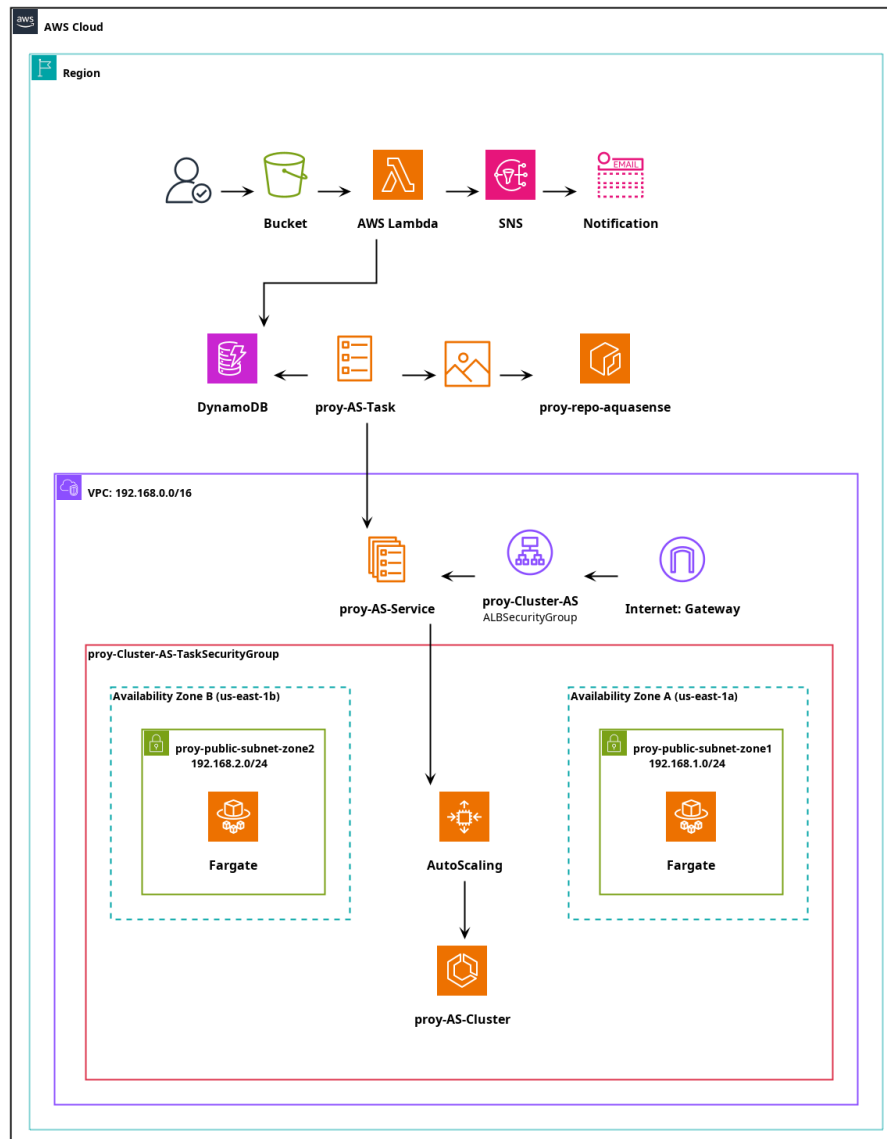 aws
AWS Cloud
Region
EMAIL
Bucket
AWS Lambda
SNS
Notification
DynamoDB
proy-AS-Task
proy-repo-aquasense
VPC: 192.168.0.0/16
proy-AS-Service
proy-Cluster-AS
ALBSecurityGroup
Internet: Gateway
proy-Cluster-AS-TaskSecurityGroup
Availability Zone B (us-east-1b)
proy-public-subnet-zone2
192.168.2.0/24
Fargate
Availability Zone A (us-east-1a)
proy-public-subnet-zone1
192.168.1.0/24
Fargate
AutoScaling
proy-AS-Cluster